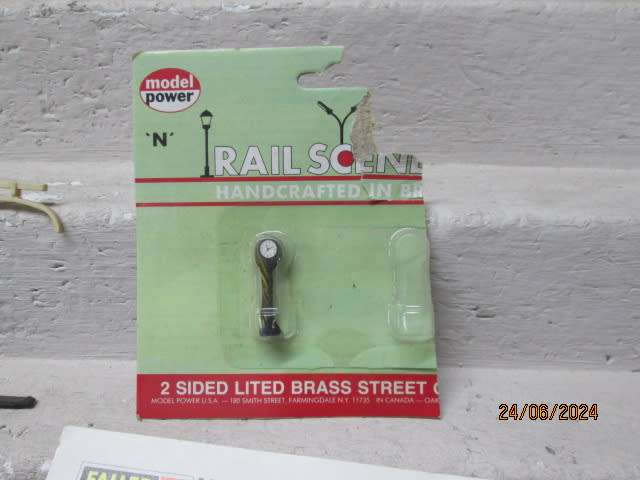 model
power
'N'
RAIL SCENE
HANDCRAFTED IN BR
2 SIDED LITED BRASS STREET C
MODEL POWER U.S.A. — 180 SMITH STREET, FARMINGDALE N.Y. 11735 IN CANADA —
24/06/2024